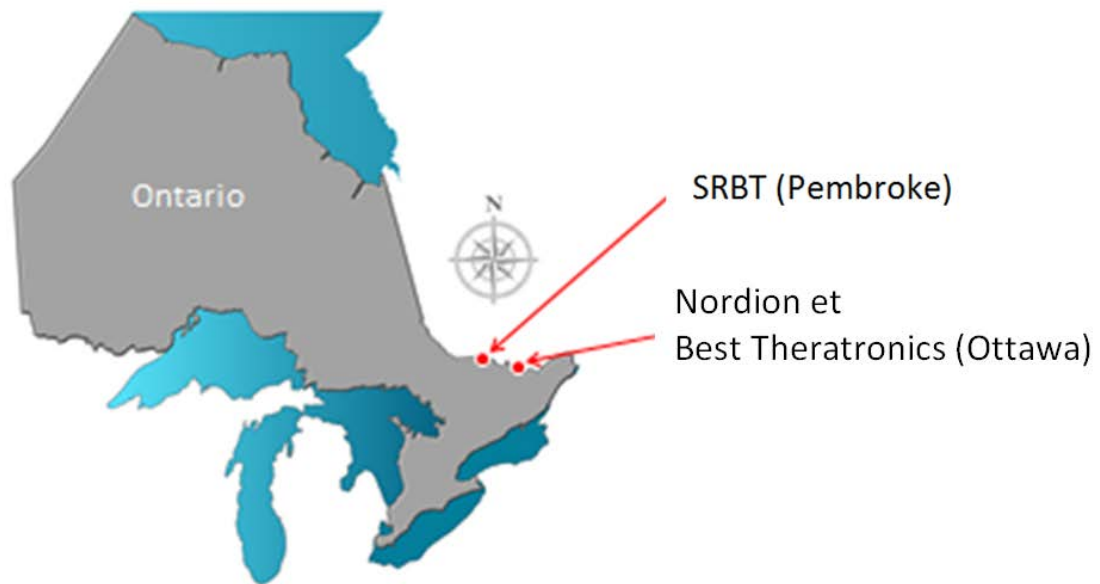 Ontario
N
SRBT (Pembroke)
Nordion et
Best Theratronics (Ottawa)